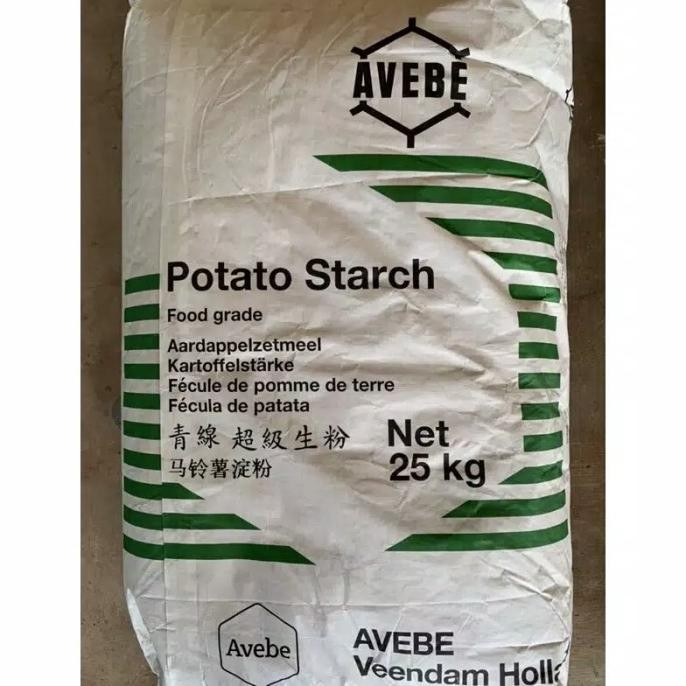 AVEBE
Potato Starch
Food grade
Aardappelzetmeel
Kartoffelstärke
Fécule de pomme de terre
Fécula de patata
青線 超級生粉
马铃薯淀粉
Net
25 kg
Avebe
AVEBE
Veendam